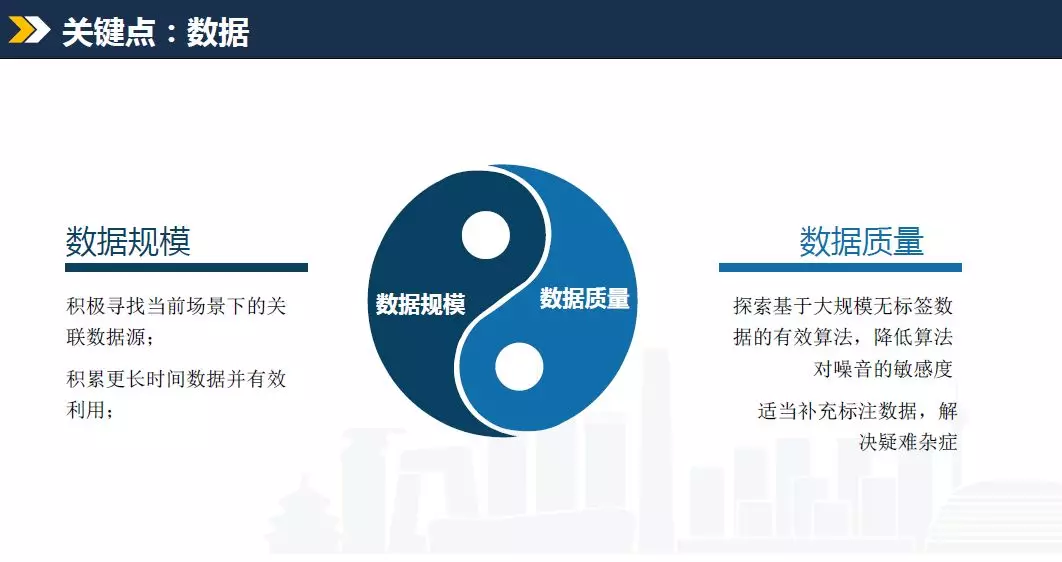 关键点：数据
数据规模
积极寻找当前场景下的关
联数据源；
积累更长时间数据并有效
利用；
数据规模
数据质量
数据质量
探索基于大规模无标签数
据的有效算法，降低算法
对噪音的敏感度
适当补充标注数据，解
决疑难杂症